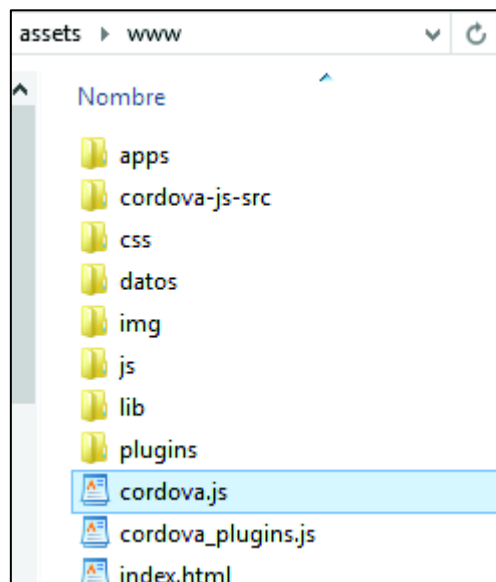 assets www
Nombre
apps
cordova-js-src
css
datos
img
js
lib
plugins
cordova.js
cordova_plugins.js
index.html